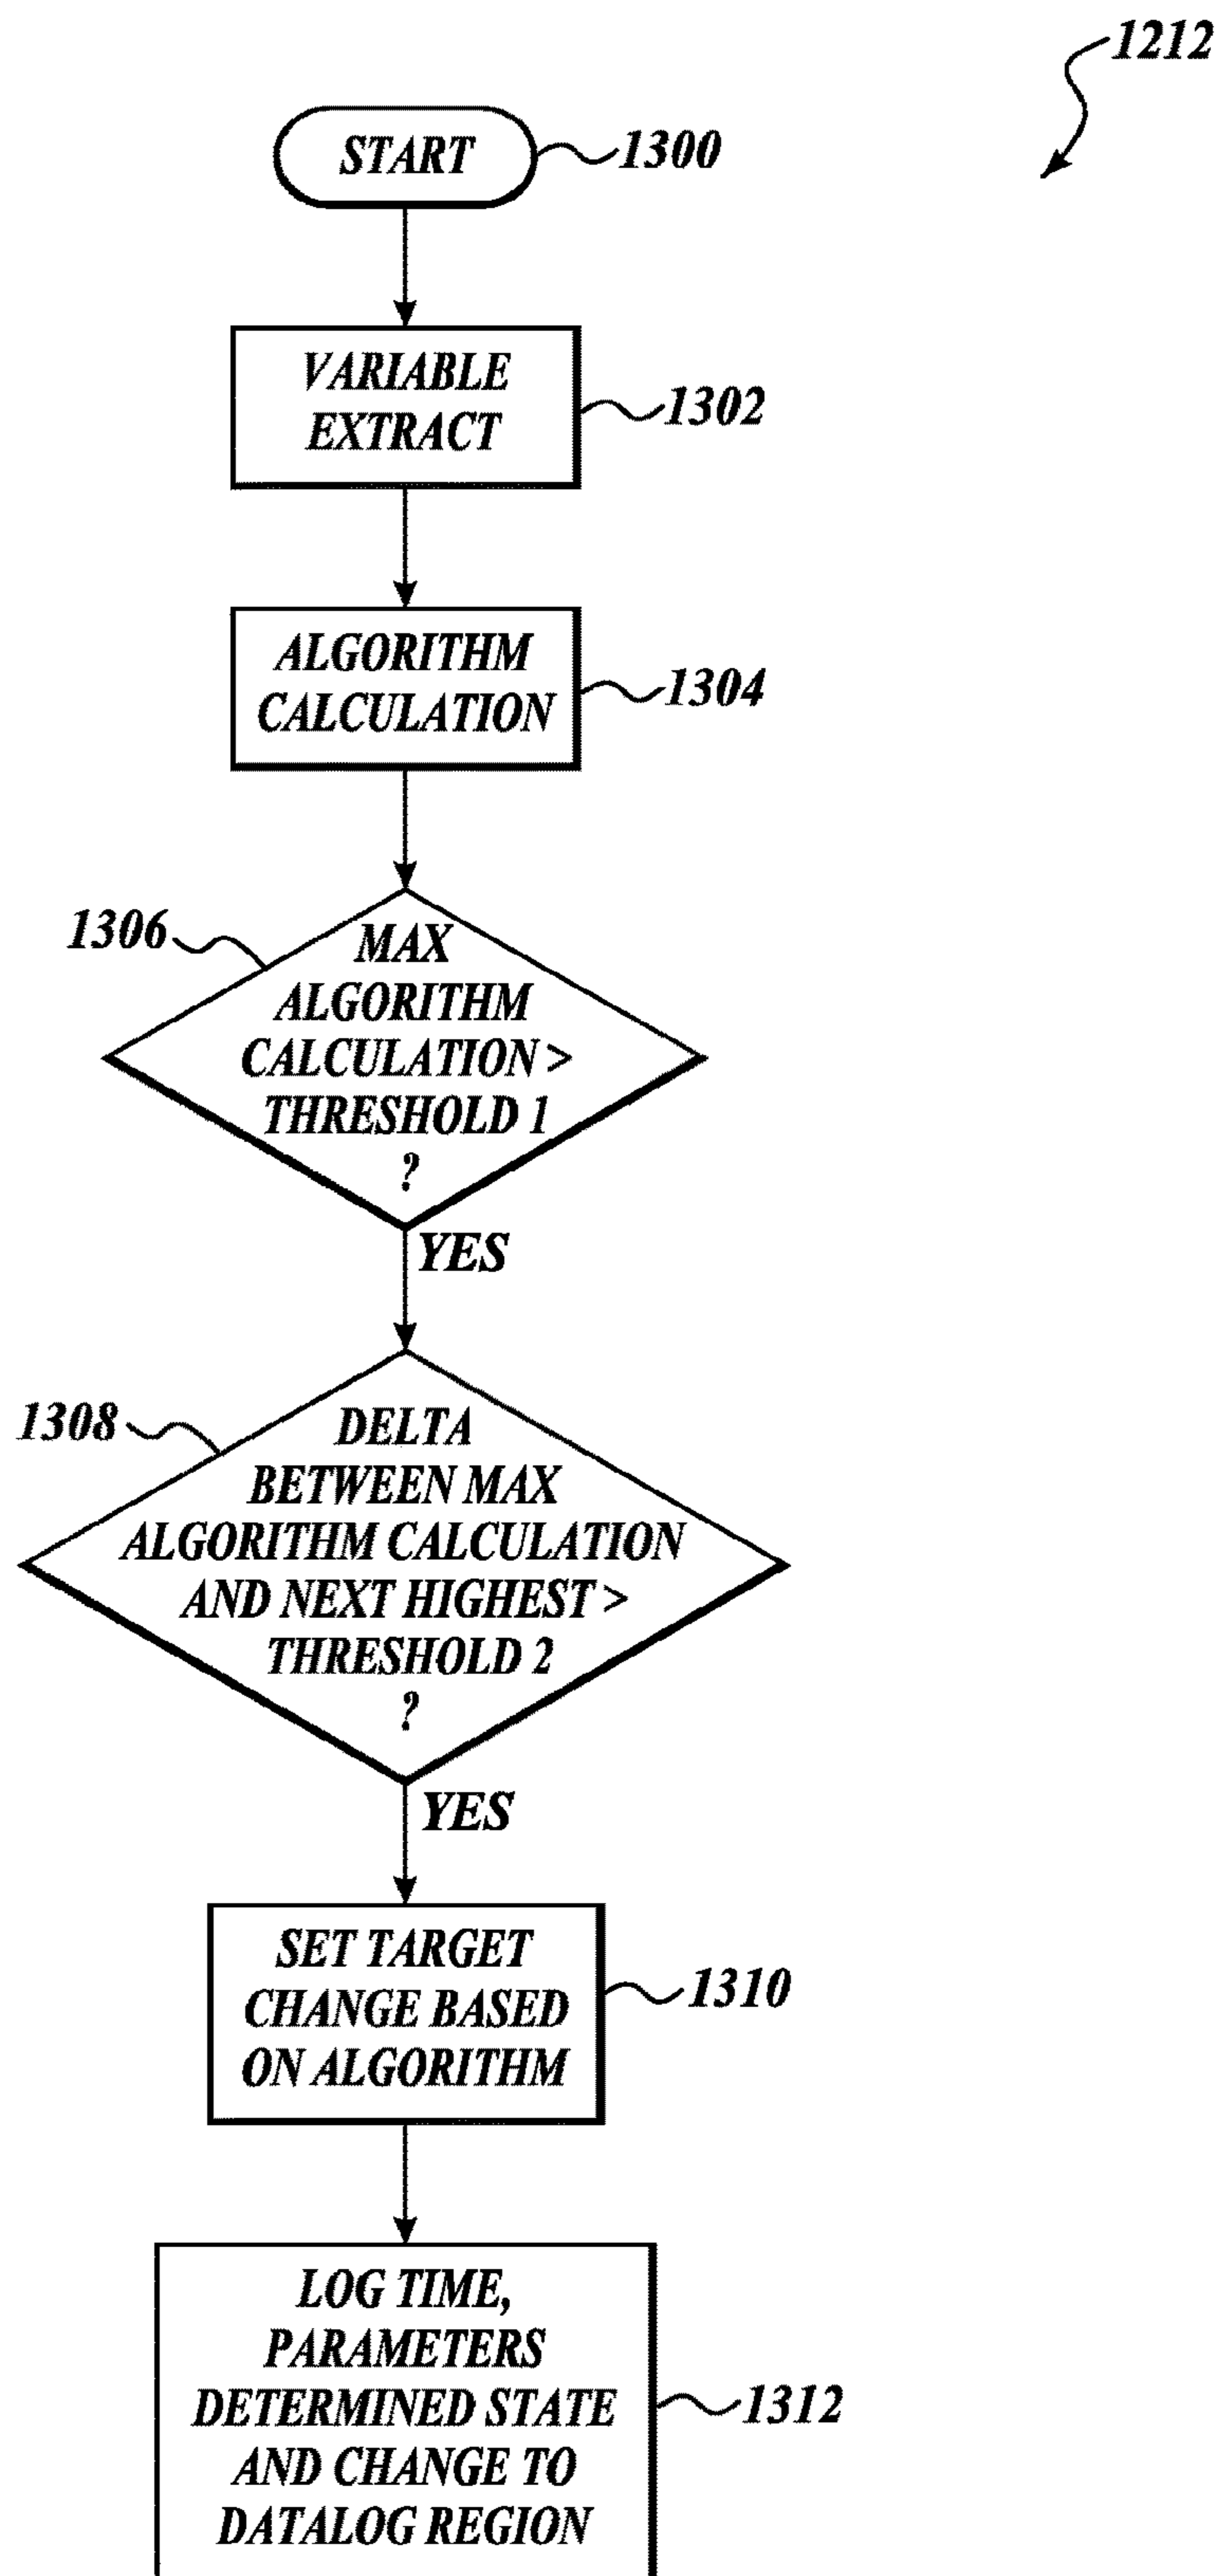 1212
START
1300
VARIABLE
EXTRACT
1302
ALGORITHM
CALCULATION
1304
1306
MAX
ALGORITHM
CALCULATION >
THRESHOLD 1
?
YES
1308
DELTA
BETWEEN MAX
ALGORITHM CALCULATION
AND NEXT HIGHEST >
THRESHOLD 2
?
YES
SET TARGET
CHANGE BASED
ON ALGORITHM
1310
LOG TIME,
PARAMETERS
DETERMINED STATE
AND CHANGE TO
DATALOG REGION
1312